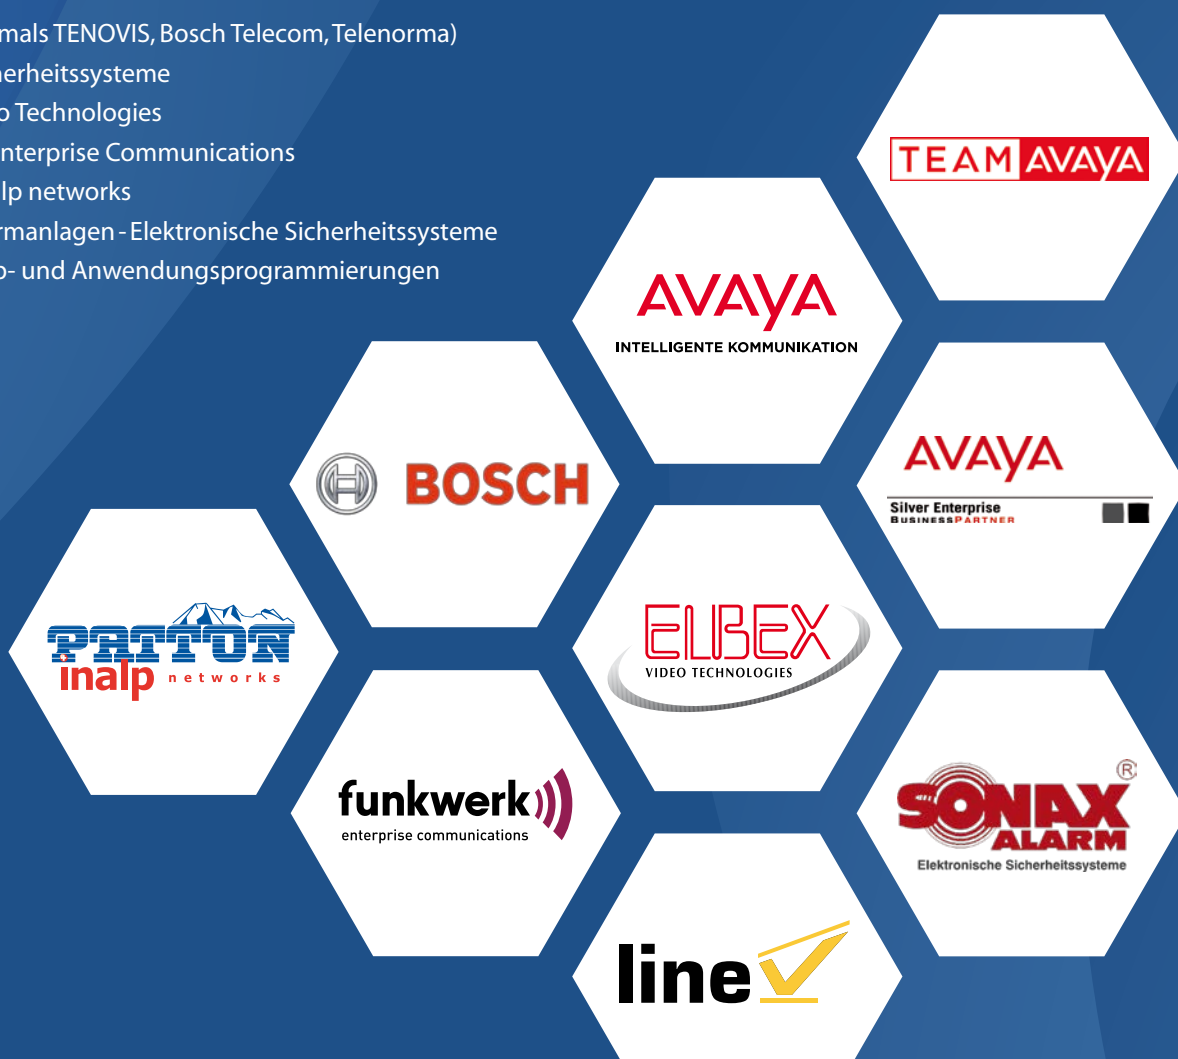 mals TENOVIS, Bosch Telecom, Telenorma)
erheitssysteme
o Technologies
nterprise Communications
lp networks
rmanlagen - Elektronische Sicherheitssysteme
- und Anwendungsprogrammierungen
TEAM AVAYA
AVAYA
INTELLIGENTE KOMMUNIKATION
BOSCH
AVAYA
Silver Enterprise
BUSINESSPARTNER
PATTON
inalp networks
ELBEX
VIDEO TECHNOLOGIES
funkwerk
enterprise communications
SONAX ®
ALARM
Elektronische Sicherheitssysteme
line